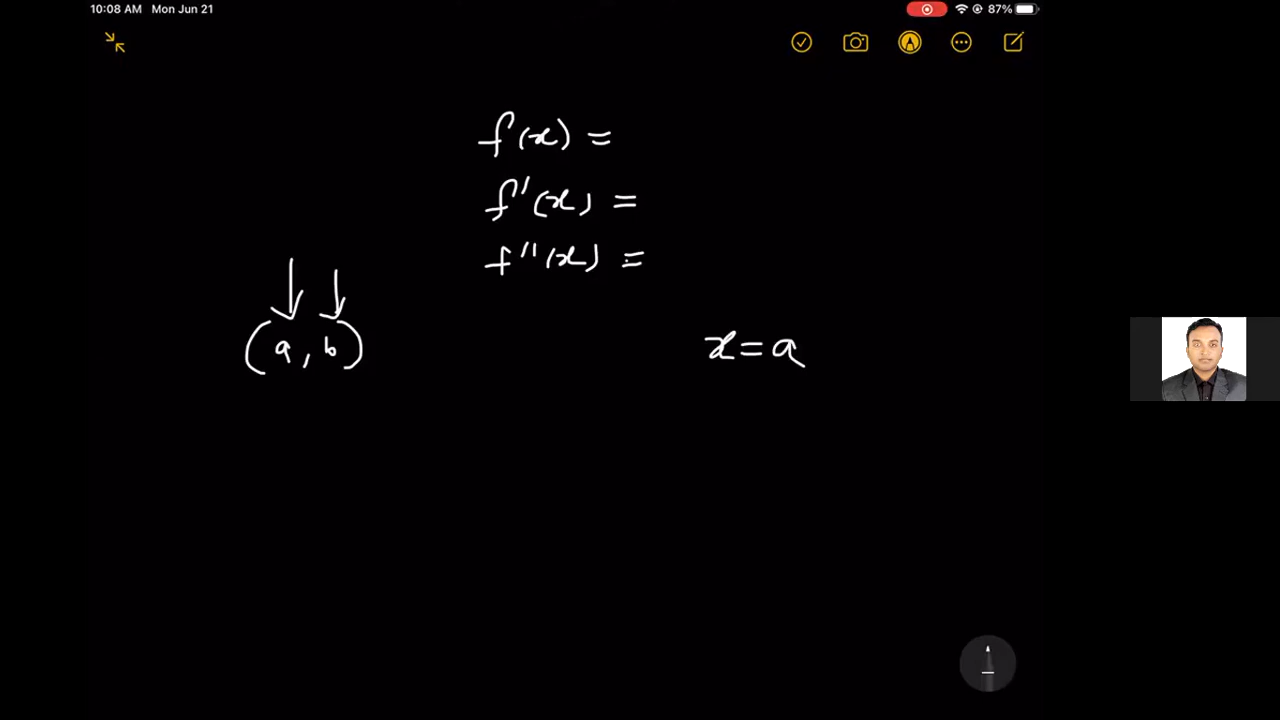 10:08 AM Mon Jun 21 87%
f(x) =
f'(x) =
f''(x) =
(a, b)
x = a